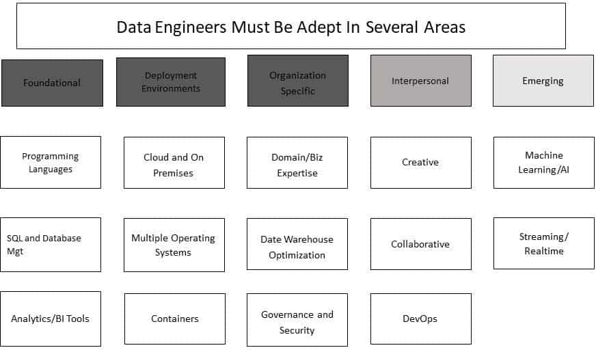 Data Engineers Must Be Adept In Several Areas
Foundational
Deployment
Environments
Organization
Specific
Interpersonal
Emerging
Programming
Languages
Cloud and On
Premises
Domain/Biz
Expertise
Creative
Machine
Learning/AI
SQL and Database
Mgt
Multiple Operating
Systems
Date Warehouse
Optimization
Collaborative
Streaming/
Realtime
Analytics/BI Tools
Containers
Governance and
Security
DevOps